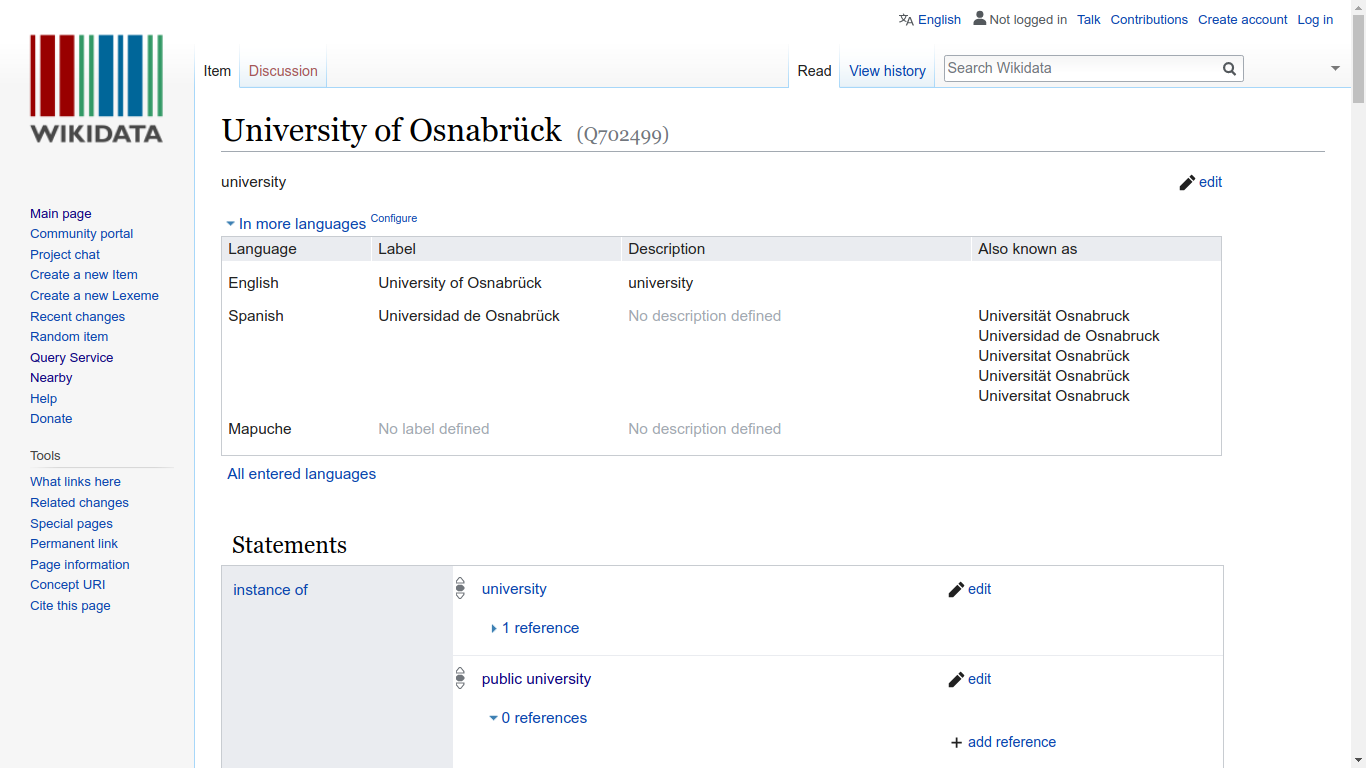 English Not logged in Talk Contributions Create account Log in
Item Discussion Read View history Search Wikidata
WIKIDATA
University of Osnabrück (Q702499)
university edit
In more languages Configure
Language Label Description Also known as
English University of Osnabrück university
Spanish Universidad de Osnabrück No description defined Universität Osnabruck
Universidad de Osnabruck
Universitat Osnabrück
Universität Osnabrück
Universitat Osnabruck
Mapuche No label defined No description defined
All entered languages
Main page
Community portal
Project chat
Create a new Item
Create a new Lexeme
Recent changes
Random item
Query Service
Nearby
Help
Donate
Tools
What links here
Related changes
Special pages
Permanent link
Page information
Concept URI
Cite this page
Statements
instance of university edit
1 reference
public university edit
0 references
add reference